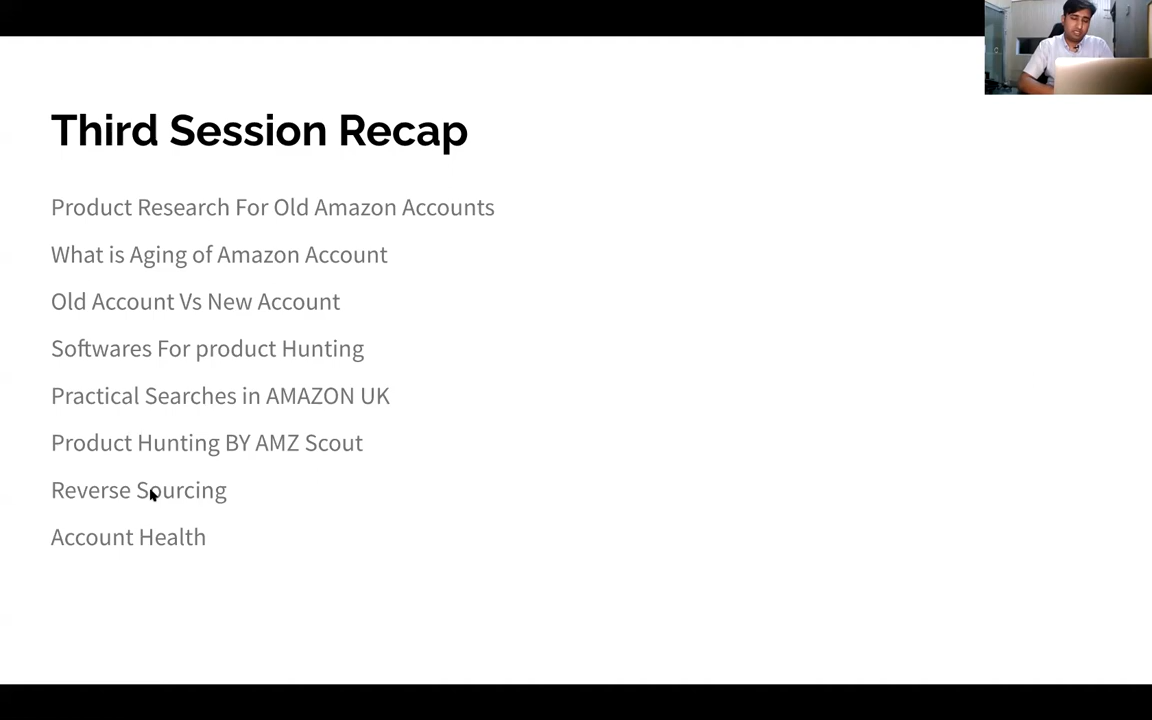 Third Session Recap
Product Research For Old Amazon Accounts
What is Aging of Amazon Account
Old Account Vs New Account
Softwares For product Hunting
Practical Searches in AMAZON UK
Product Hunting BY AMZ Scout
Reverse Sourcing
Account Health